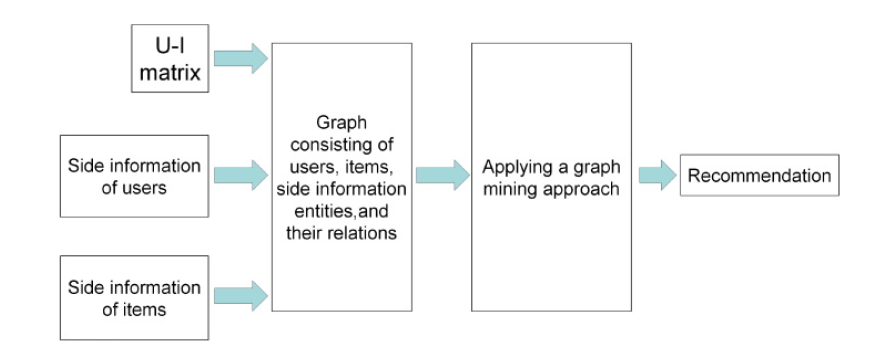 U-I
matrix
Side information
of users
Side information
of items
Graph
consisting of
users, items,
side information
entities,and
their relations
Applying a graph
mining approach
Recommendation